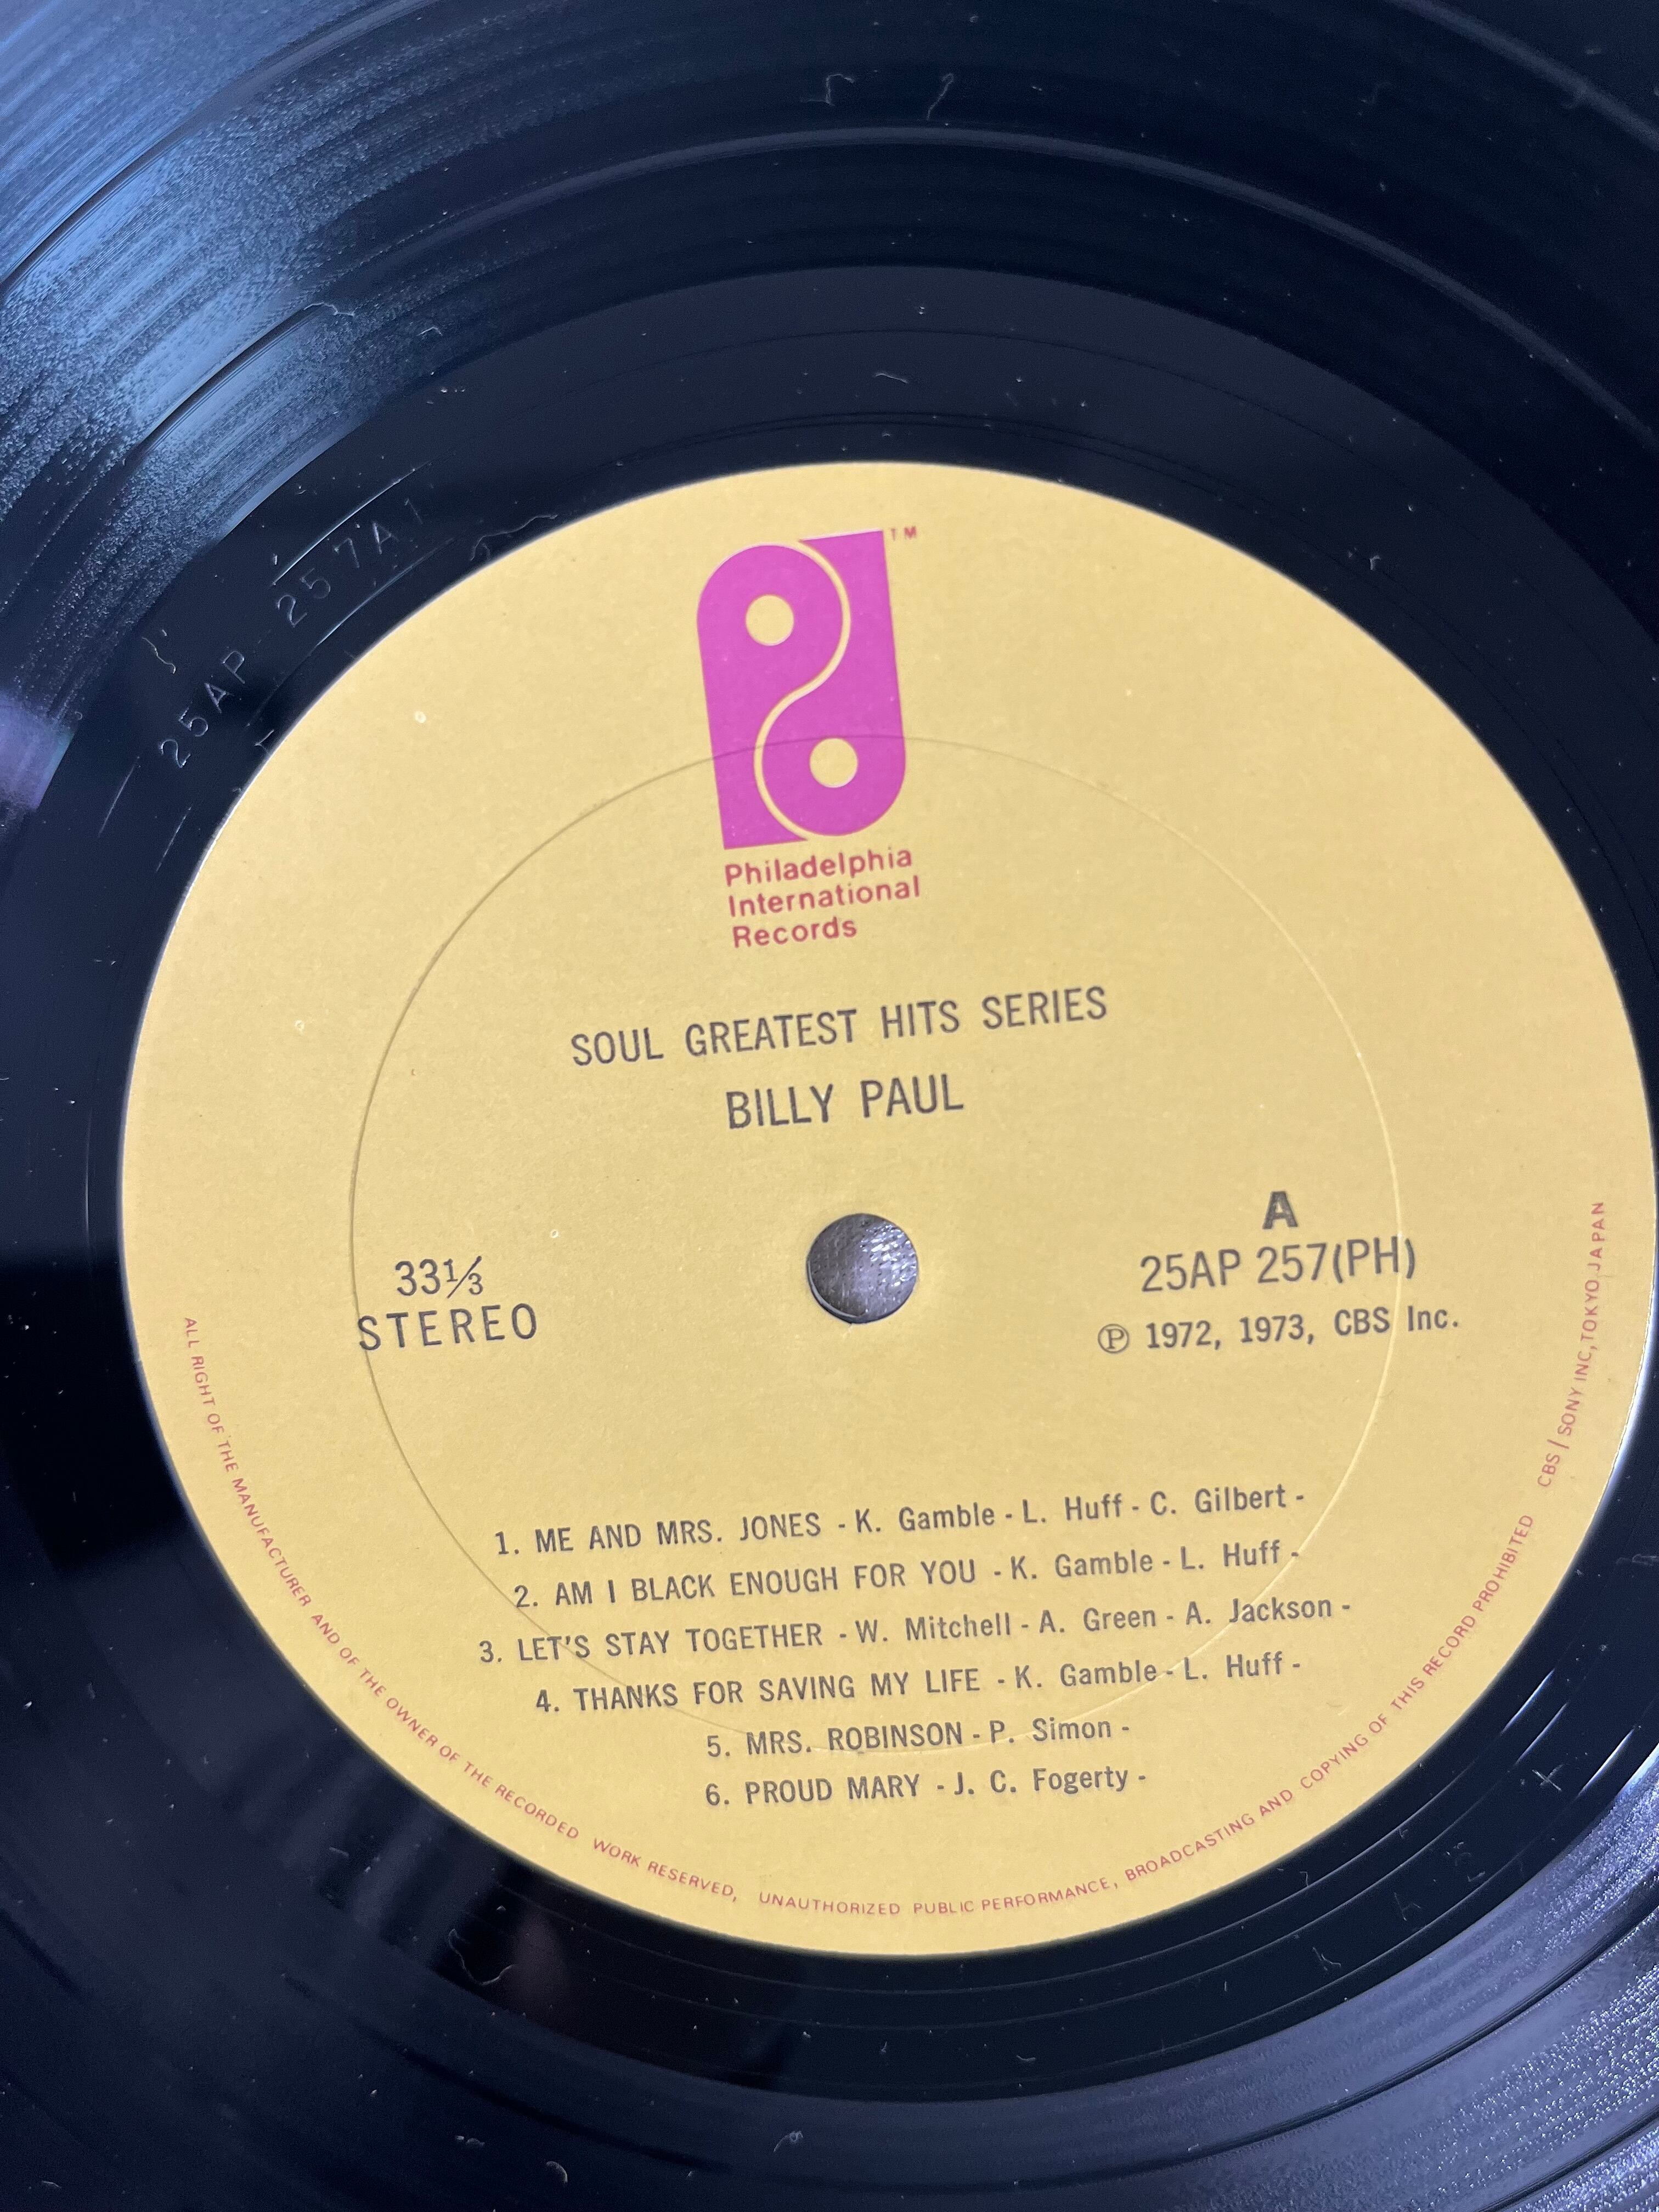 25AP 257A1
TM
Philadelphia
International
Records
SOUL GREATEST HITS SERIES
BILLY PAUL
33⅓
STEREO
A
25AP 257(PH)
Ⓟ 1972, 1973, CBS Inc.
1. ME AND MRS. JONES - K. Gamble - L. Huff - C. Gilbert -
2. AM I BLACK ENOUGH FOR YOU - K. Gamble - L. Huff -
3. LET'S STAY TOGETHER - W. Mitchell - A. Green - A. Jackson -
4. THANKS FOR SAVING MY LIFE - K. Gamble - L. Huff -
5. MRS. ROBINSON - P. Simon -
6. PROUD MARY - J. C. Fogerty -
ALL RIGHT OF THE MANUFACTURER AND OF THE OWNER OF THE RECORDED WORK RESERVED, UNAUTHORIZED PUBLIC PERFORMANCE, BROADCASTING AND COPYING OF THIS RECORD PROHIBITED CBS/SONY INC, TOKYO JAPAN